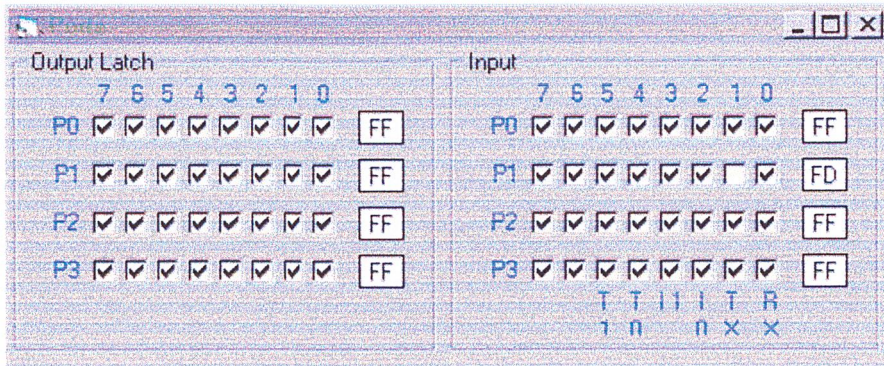 Ports
Output Latch
7 6 5 4 3 2 1 0
P0 FF
P1 FF
P2 FF
P3 FF
Input
7 6 5 4 3 2 1 0
P0 FF
P1 FD
P2 FF
P3 FF
T T I1 I T R
1 0 0 X X